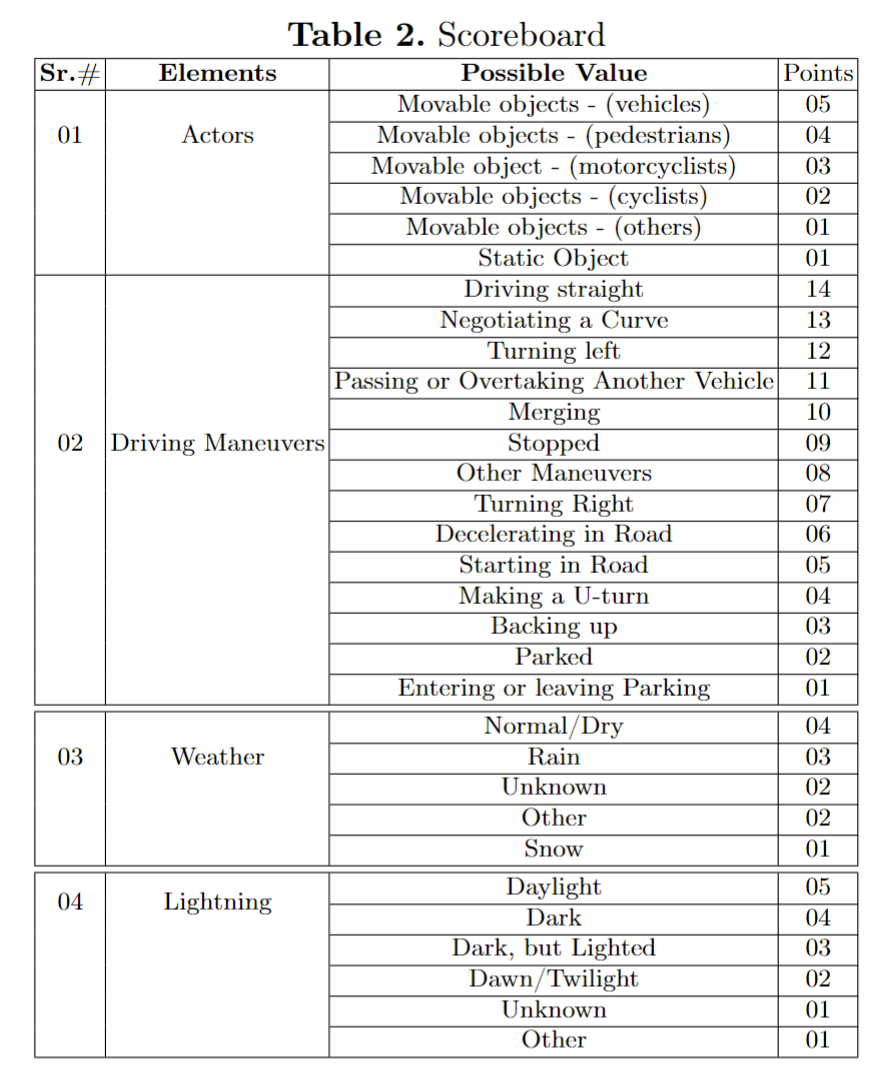 Table 2. Scoreboard
Sr.# Elements Possible Value Points
Movable objects - (vehicles) 05
01 Actors Movable objects - (pedestrians) 04
Movable object - (motorcyclists) 03
Movable objects - (cyclists) 02
Movable objects - (others) 01
Static Object 01
Driving straight 14
Negotiating a Curve 13
Turning left 12
Passing or Overtaking Another Vehicle 11
Merging 10
02 Driving Maneuvers Stopped 09
Other Maneuvers 08
Turning Right 07
Decelerating in Road 06
Starting in Road 05
Making a U-turn 04
Backing up 03
Parked 02
Entering or leaving Parking 01
Normal/Dry 04
03 Weather Rain 03
Unknown 02
Other 02
Snow 01
Daylight 05
04 Lightning
Dark 04
Dark, but Lighted 03
Dawn/Twilight 02
Unknown 01
Other 01